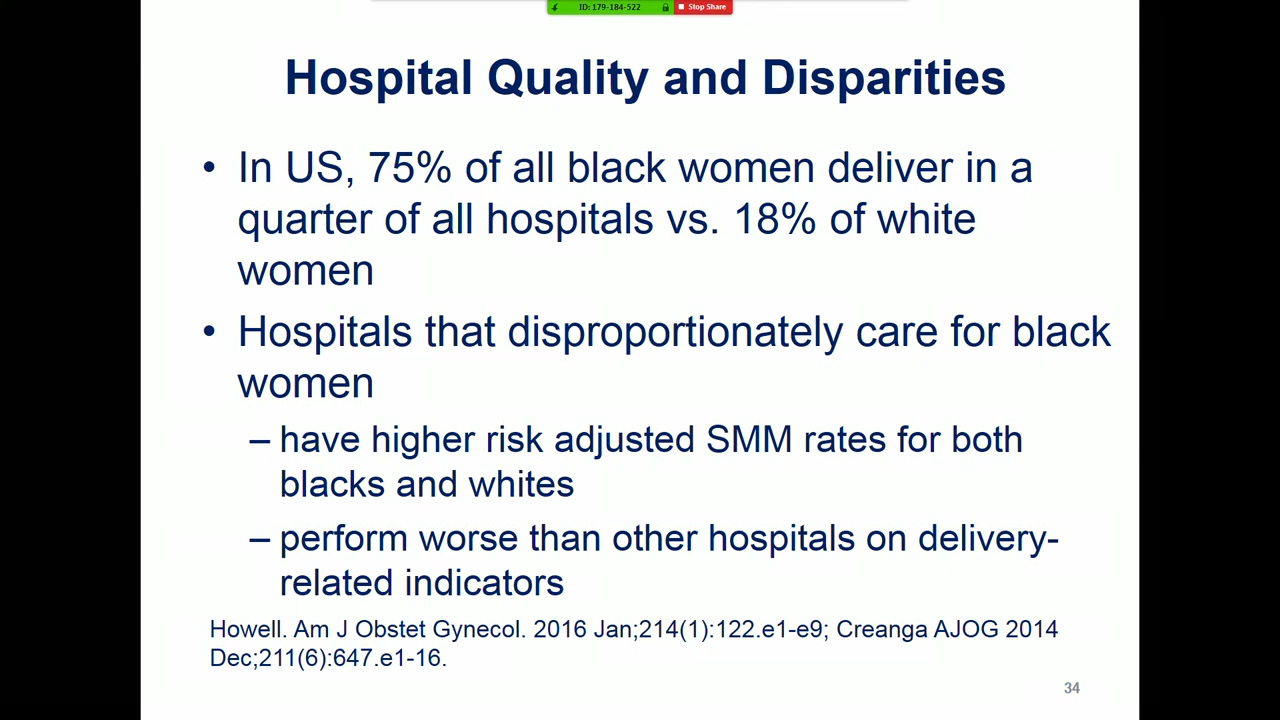 ID: 179-184-522 Stop Share
Hospital Quality and Disparities
• In US, 75% of all black women deliver in a
quarter of all hospitals vs. 18% of white
women
• Hospitals that disproportionately care for black
women
– have higher risk adjusted SMM rates for both
blacks and whites
– perform worse than other hospitals on delivery-
related indicators
Howell. Am J Obstet Gynecol. 2016 Jan;214(1):122.e1-e9; Creanga AJOG 2014
Dec;211(6):647.e1-16.
34